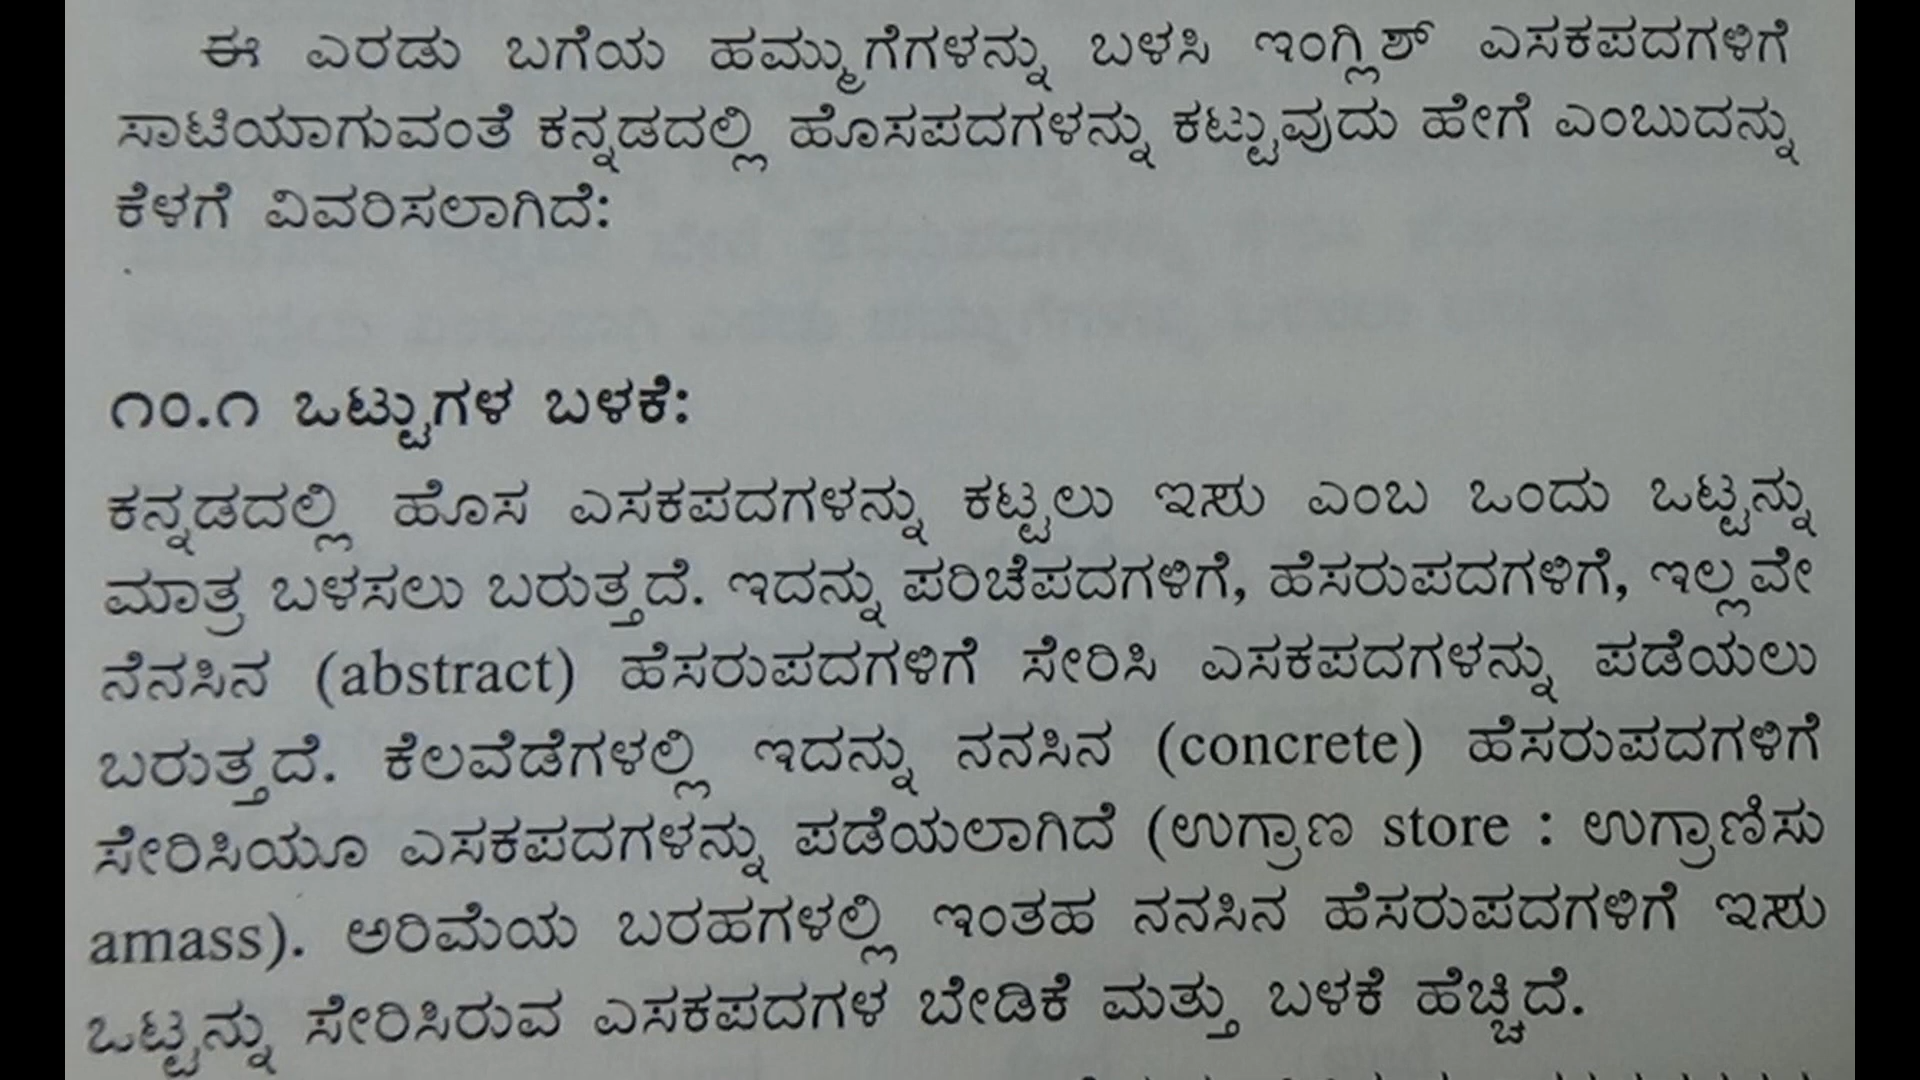 ಈ ಎರಡು ಬಗೆಯ ಹಮ್ಮುಗೆಗಳನ್ನು ಬಳಸಿ ಇಂಗ್ಲಿಶ್ ಎಸಕಪದಗಳಿಗೆ
ಸಾಟಿಯಾಗುವಂತೆ ಕನ್ನಡದಲ್ಲಿ ಹೊಸಪದಗಳನ್ನು ಕಟ್ಟುವುದು ಹೇಗೆ ಎಂಬುದನ್ನು
ಕೆಳಗೆ ವಿವರಿಸಲಾಗಿದೆ:
೧೦.೧ ಒಟ್ಟುಗಳ ಬಳಕೆ:
ಕನ್ನಡದಲ್ಲಿ ಹೊಸ ಎಸಕಪದಗಳನ್ನು ಕಟ್ಟಲು ಇಸು ಎಂಬ ಒಂದು ಒಟ್ಟನ್ನು
ಮಾತ್ರ ಬಳಸಲು ಬರುತ್ತದೆ. ಇದನ್ನು ಪರಿಚೆಪದಗಳಿಗೆ, ಹೆಸರುಪದಗಳಿಗೆ, ಇಲ್ಲವೇ
ನೆನಸಿನ (abstract) ಹೆಸರುಪದಗಳಿಗೆ ಸೇರಿಸಿ ಎಸಕಪದಗಳನ್ನು ಪಡೆಯಲು
ಬರುತ್ತದೆ. ಕೆಲವೆಡೆಗಳಲ್ಲಿ ಇದನ್ನು ನನಸಿನ (concrete) ಹೆಸರುಪದಗಳಿಗೆ
ಸೇರಿಸಿಯೂ ಎಸಕಪದಗಳನ್ನು ಪಡೆಯಲಾಗಿದೆ (ಉಗ್ರಾಣ store : ಉಗ್ರಾಣಿಸು
amass). ಅರಿಮೆಯ ಬರಹಗಳಲ್ಲಿ ಇಂತಹ ನನಸಿನ ಹೆಸರುಪದಗಳಿಗೆ ಇಸು
ಒಟ್ಟನ್ನು ಸೇರಿಸಿರುವ ಎಸಕಪದಗಳ ಬೇಡಿಕೆ ಮತ್ತು ಬಳಕೆ ಹೆಚ್ಚಿದೆ.